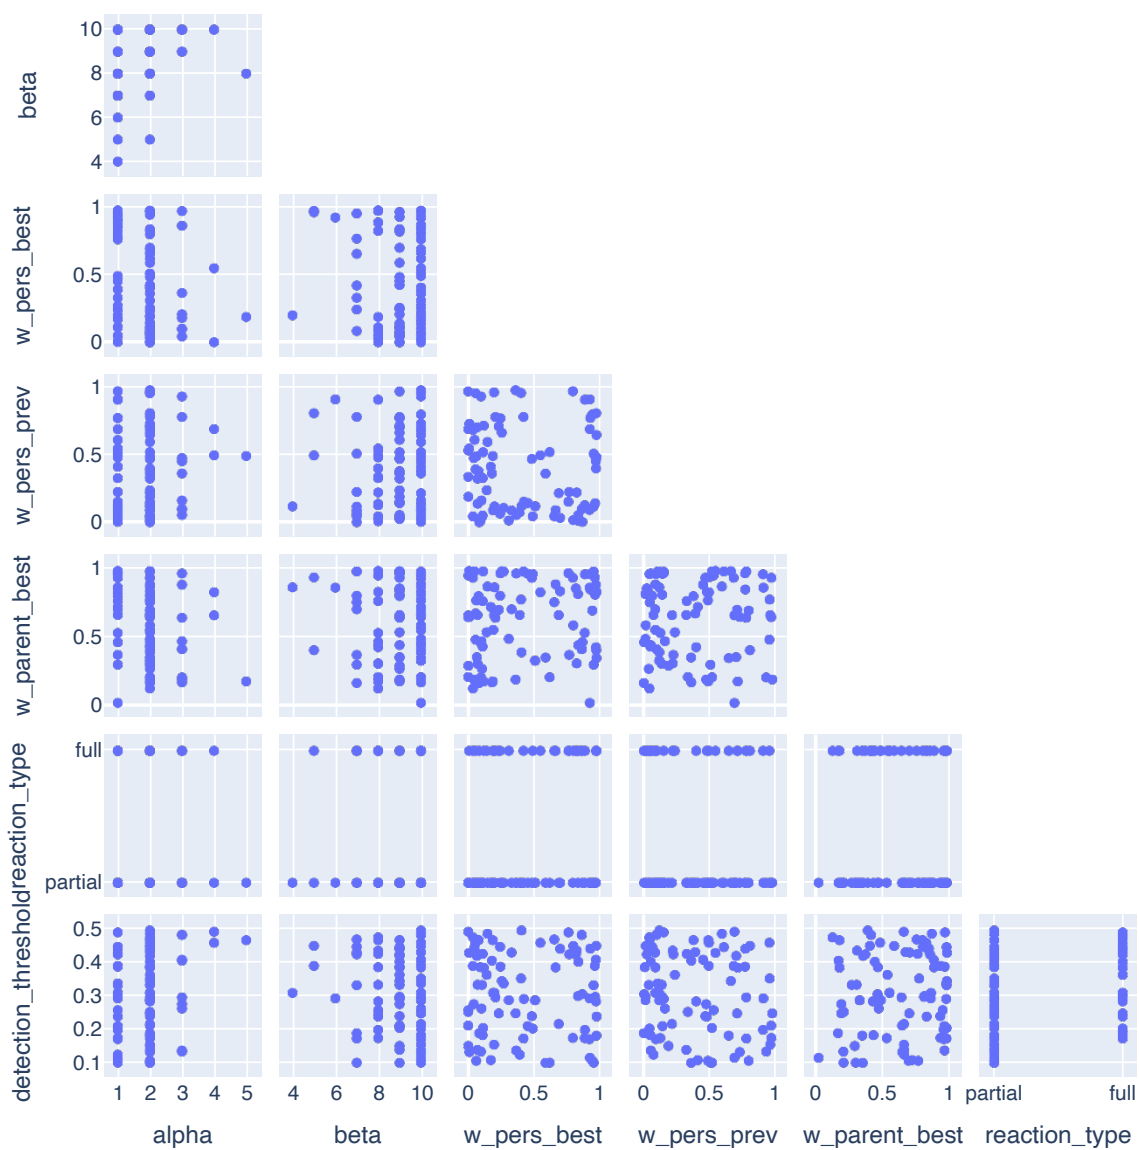 10
8
6
4
beta
1
0.5
0
w_pers_best
1
0.5
0
w_pers_prev
1
0.5
0
w_parent_best
full
partial
reaction_type
0.5
0.4
0.3
0.2
0.1
detection_threshold
1 2 3 4 5 4 6 8 10 0 0.5 1 0 0.5 1 0 0.5 1 partial full
alpha beta w_pers_best w_pers_prev w_parent_best reaction_type